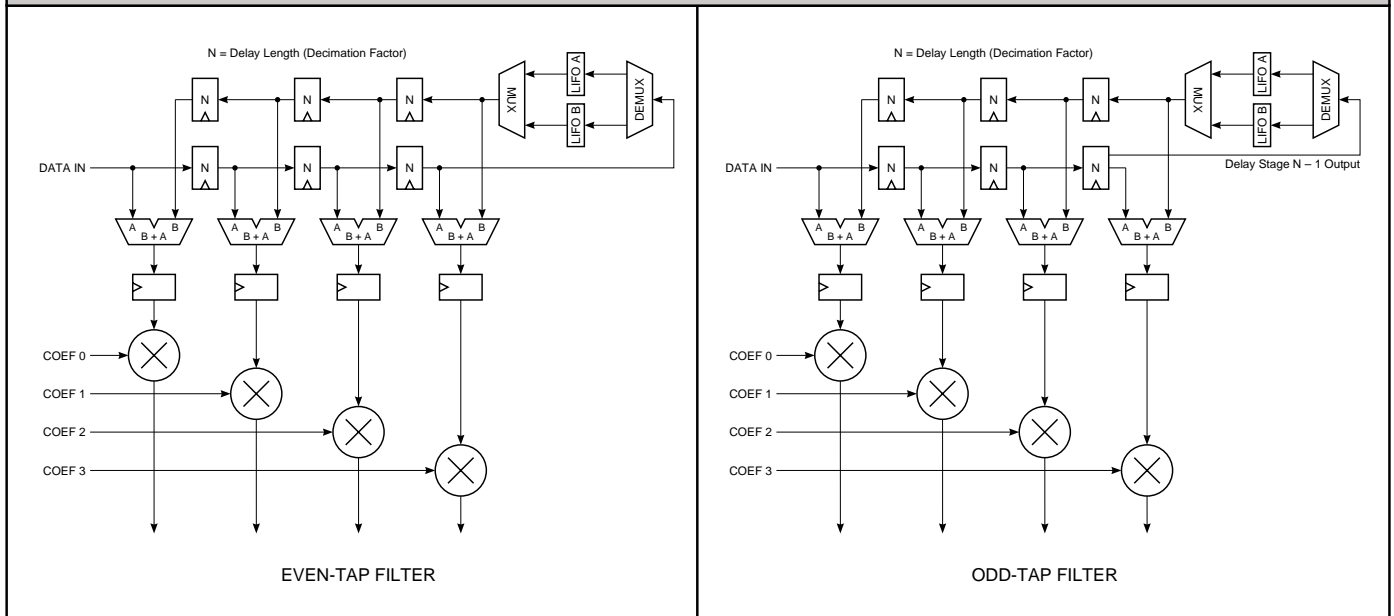 N = Delay Length (Decimation Factor)
LIFO A
LIFO B
MUX
DEMUX
N
N
N
DATA IN
N
N
N
A B
B + A
A B
B + A
A B
B + A
A B
B + A
COEF 0
COEF 1
COEF 2
COEF 3
EVEN-TAP FILTER
N = Delay Length (Decimation Factor)
LIFO A
LIFO B
MUX
DEMUX
N
N
N
DATA IN
N
N
N
Delay Stage N – 1 Output
A B
B + A
A B
B + A
A B
B + A
A B
B + A
COEF 0
COEF 1
COEF 2
COEF 3
ODD-TAP FILTER